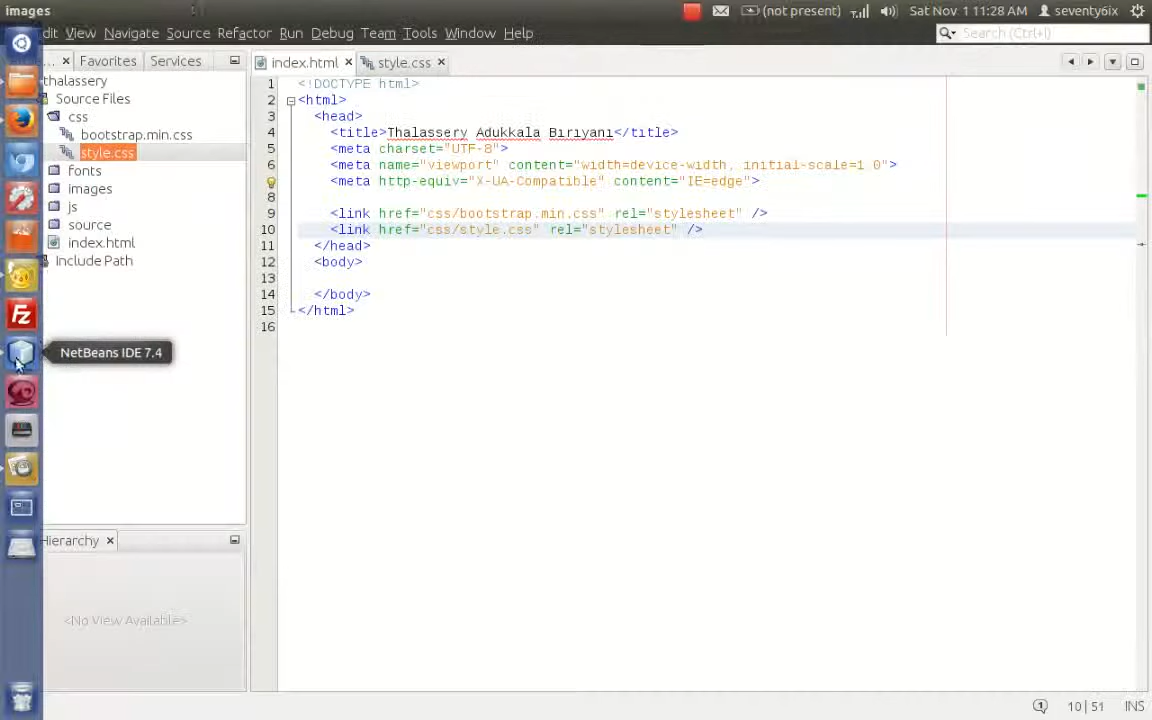 images
(not present)
Sat Nov 1 11:28 AM
seventy6ix
dit View Navigate Source Refactor Run Debug Team Tools Window Help
Search (Ctrl+I)
... Favorites Services
index.html
style.css
thalassery
Source Files
css
bootstrap.min.css
style.css
fonts
images
js
source
index.html
Include Path
1 <!DOCTYPE html>
2 <html>
3 <head>
4 <title>Thalassery Adukkala Biriyani</title>
5 <meta charset="UTF-8">
6 <meta name="viewport" content="width=device-width, initial-scale=1.0">
7 <meta http-equiv="X-UA-Compatible" content="IE=edge">
8
9 <link href="css/bootstrap.min.css" rel="stylesheet" />
10 <link href="css/style.css" rel="stylesheet" />
11 </head>
12 <body>
13
14 </body>
15 </html>
16
Fz
NetBeans IDE 7.4
Hierarchy
<No View Available>
1
10|51
INS